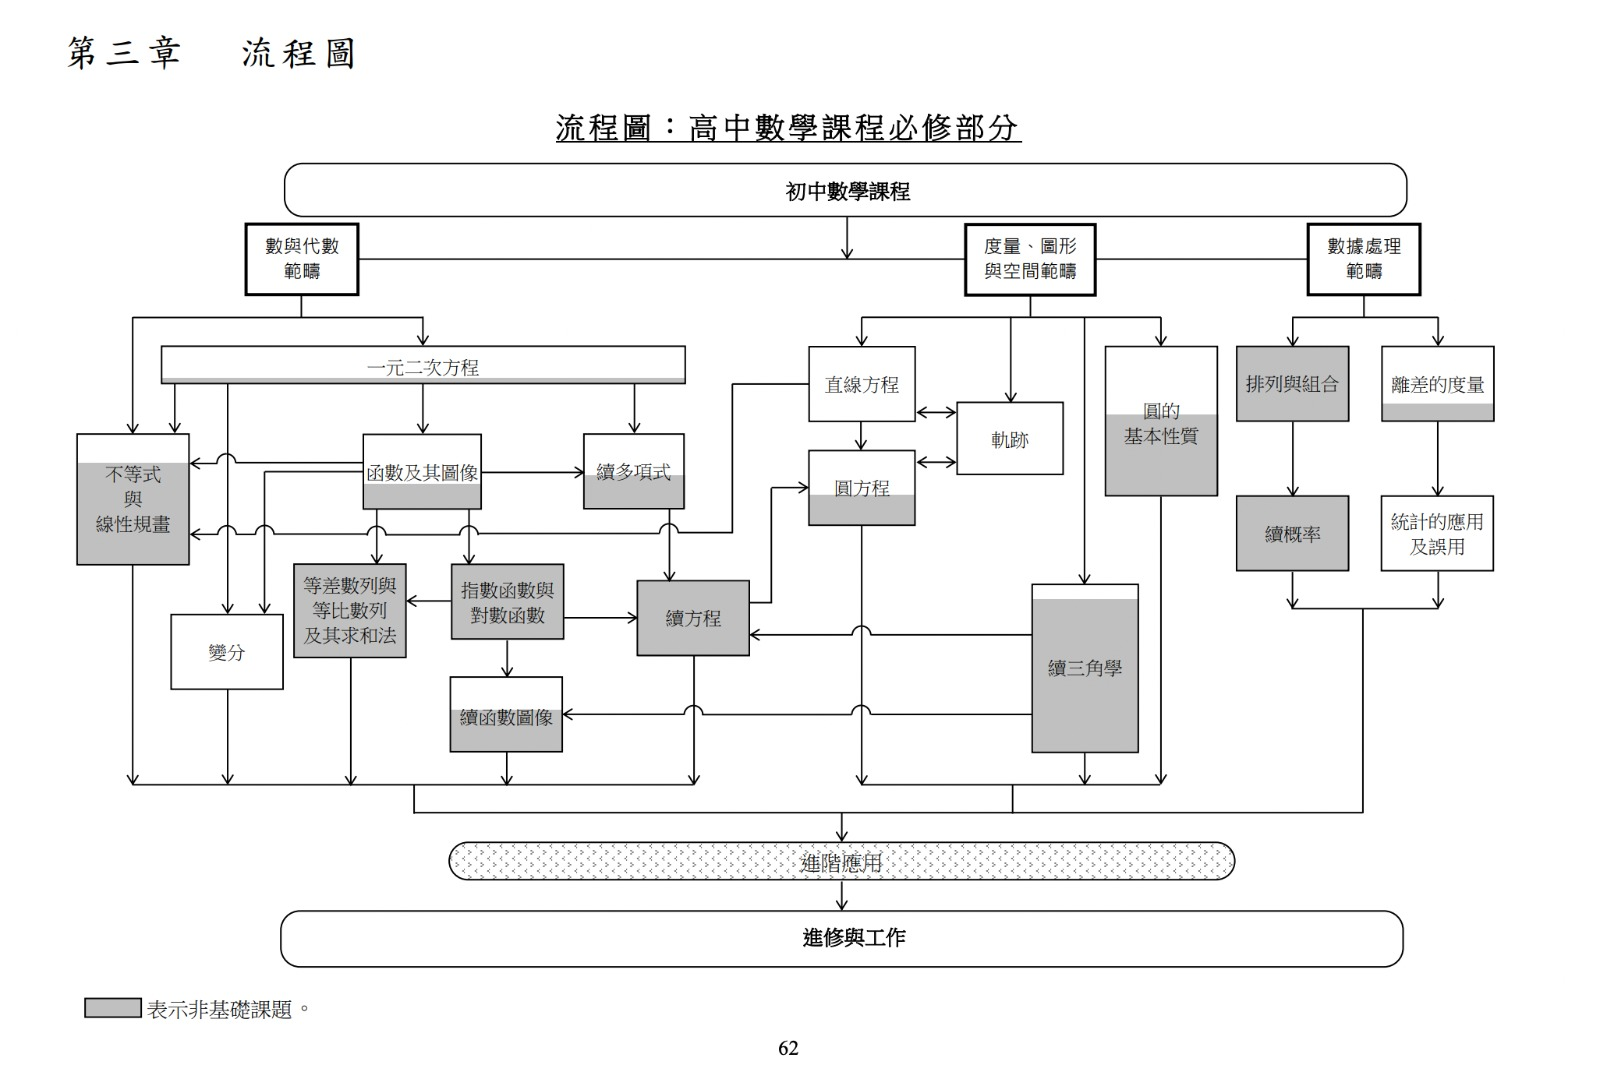 第三章　流程圖
流程圖：高中數學課程必修部分
初中數學課程
數與代數
範疇
度量、圖形
與空間範疇
數據處理
範疇
一元二次方程
直線方程
軌跡
圓的
基本性質
排列與組合
離差的度量
不等式
與
線性規畫
函數及其圖像
續多項式
圓方程
續概率
統計的應用
及誤用
變分
等差數列與
等比數列
及其求和法
指數函數與
對數函數
續方程
續三角學
續函數圖像
進階應用
進修與工作
表示非基礎課題。
62